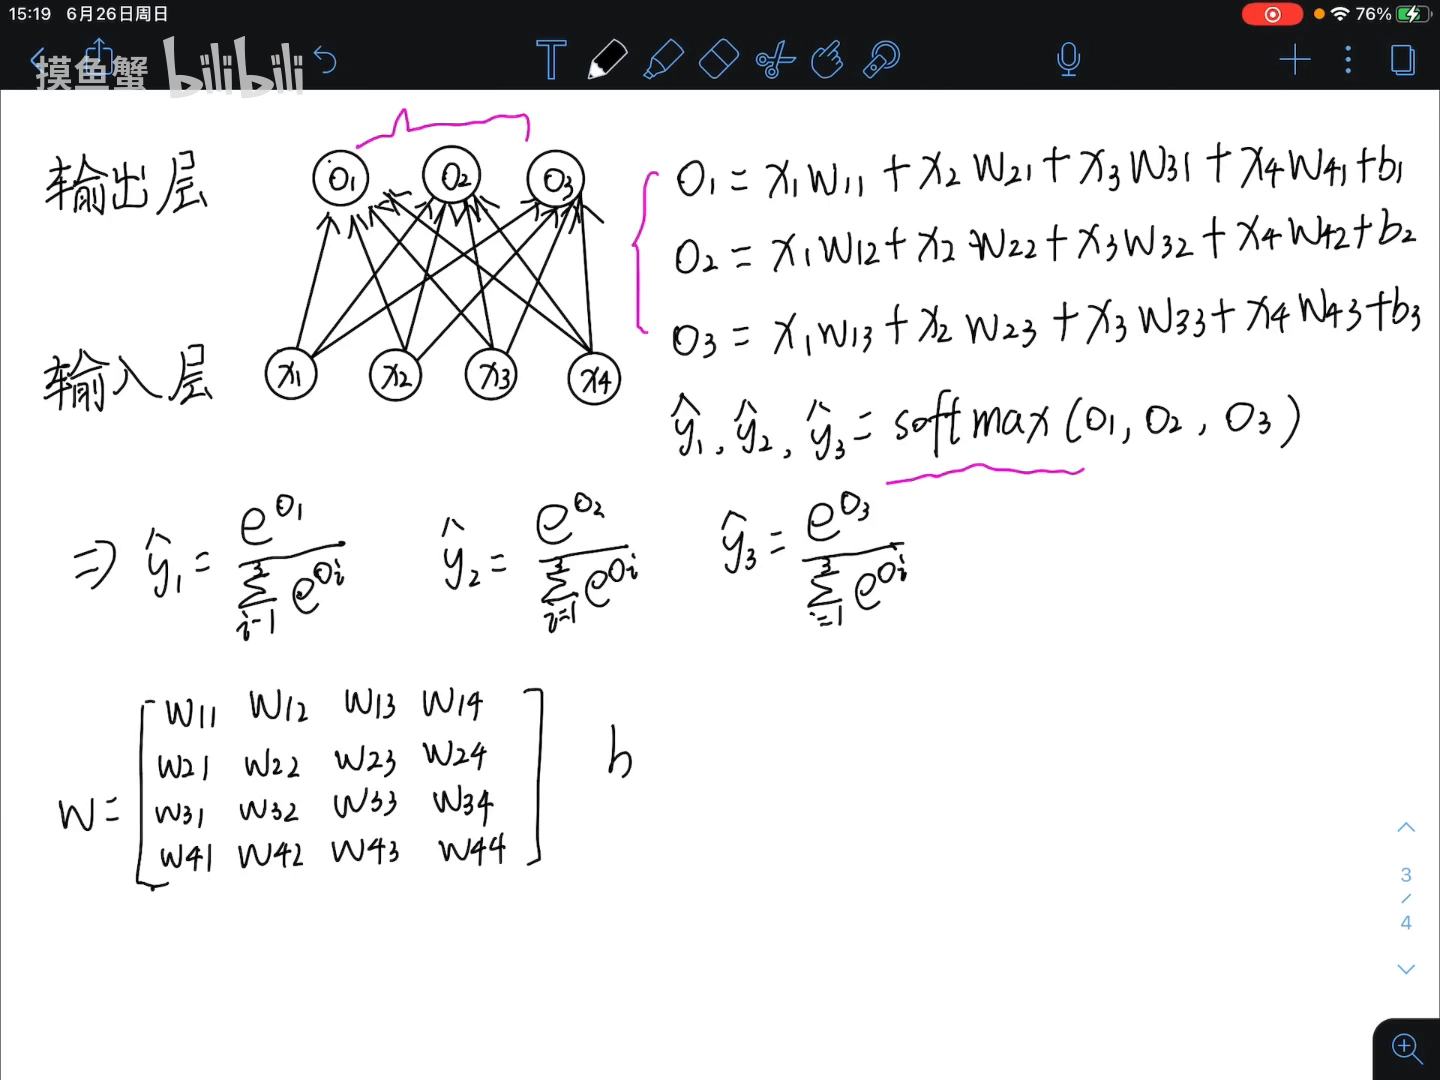 15:19 6月26日周日 76%
摸鱼蟹 bilibili
T
输出层 O1 O2 O3
O1 = x1w11 + x2w21 + x3w31 + x4w41 + b1
O2 = x1w12 + x2w22 + x3w32 + x4w42 + b2
O3 = x1w13 + x2w23 + x3w33 + x4w43 + b3
输入层 x1 x2 x3 x4
ŷ1, ŷ2, ŷ3 = softmax(O1, O2, O3)
⇒ ŷ1 = e^O1 / ∑_{i-1}^{3} e^Oi ŷ2 = e^O2 / ∑_{i=1}^{3} e^Oi ŷ3 = e^O3 / ∑_{i=1}^{3} e^Oi
w11 w12 w13 w14
w21 w22 w23 w24 b
W = w31 w32 w33 w34
w41 w42 w43 w44
3
/
4